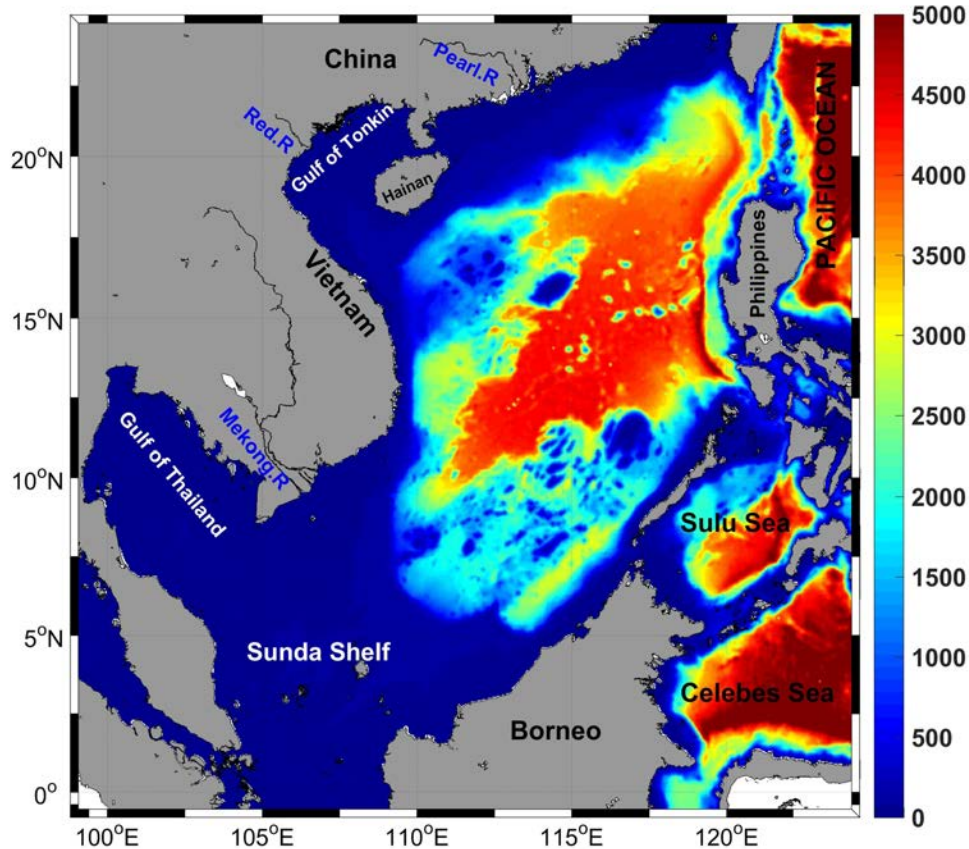 China
Pearl.R
Red.R
Gulf of Tonkin
Hainan
Vietnam
Philippines
PACIFIC OCEAN
Mekong.R
Gulf of Thailand
Sulu Sea
Sunda Shelf
Celebes Sea
Borneo
20°N
15°N
10°N
5°N
0°
100°E
105°E
110°E
115°E
120°E
5000
4500
4000
3500
3000
2500
2000
1500
1000
500
0